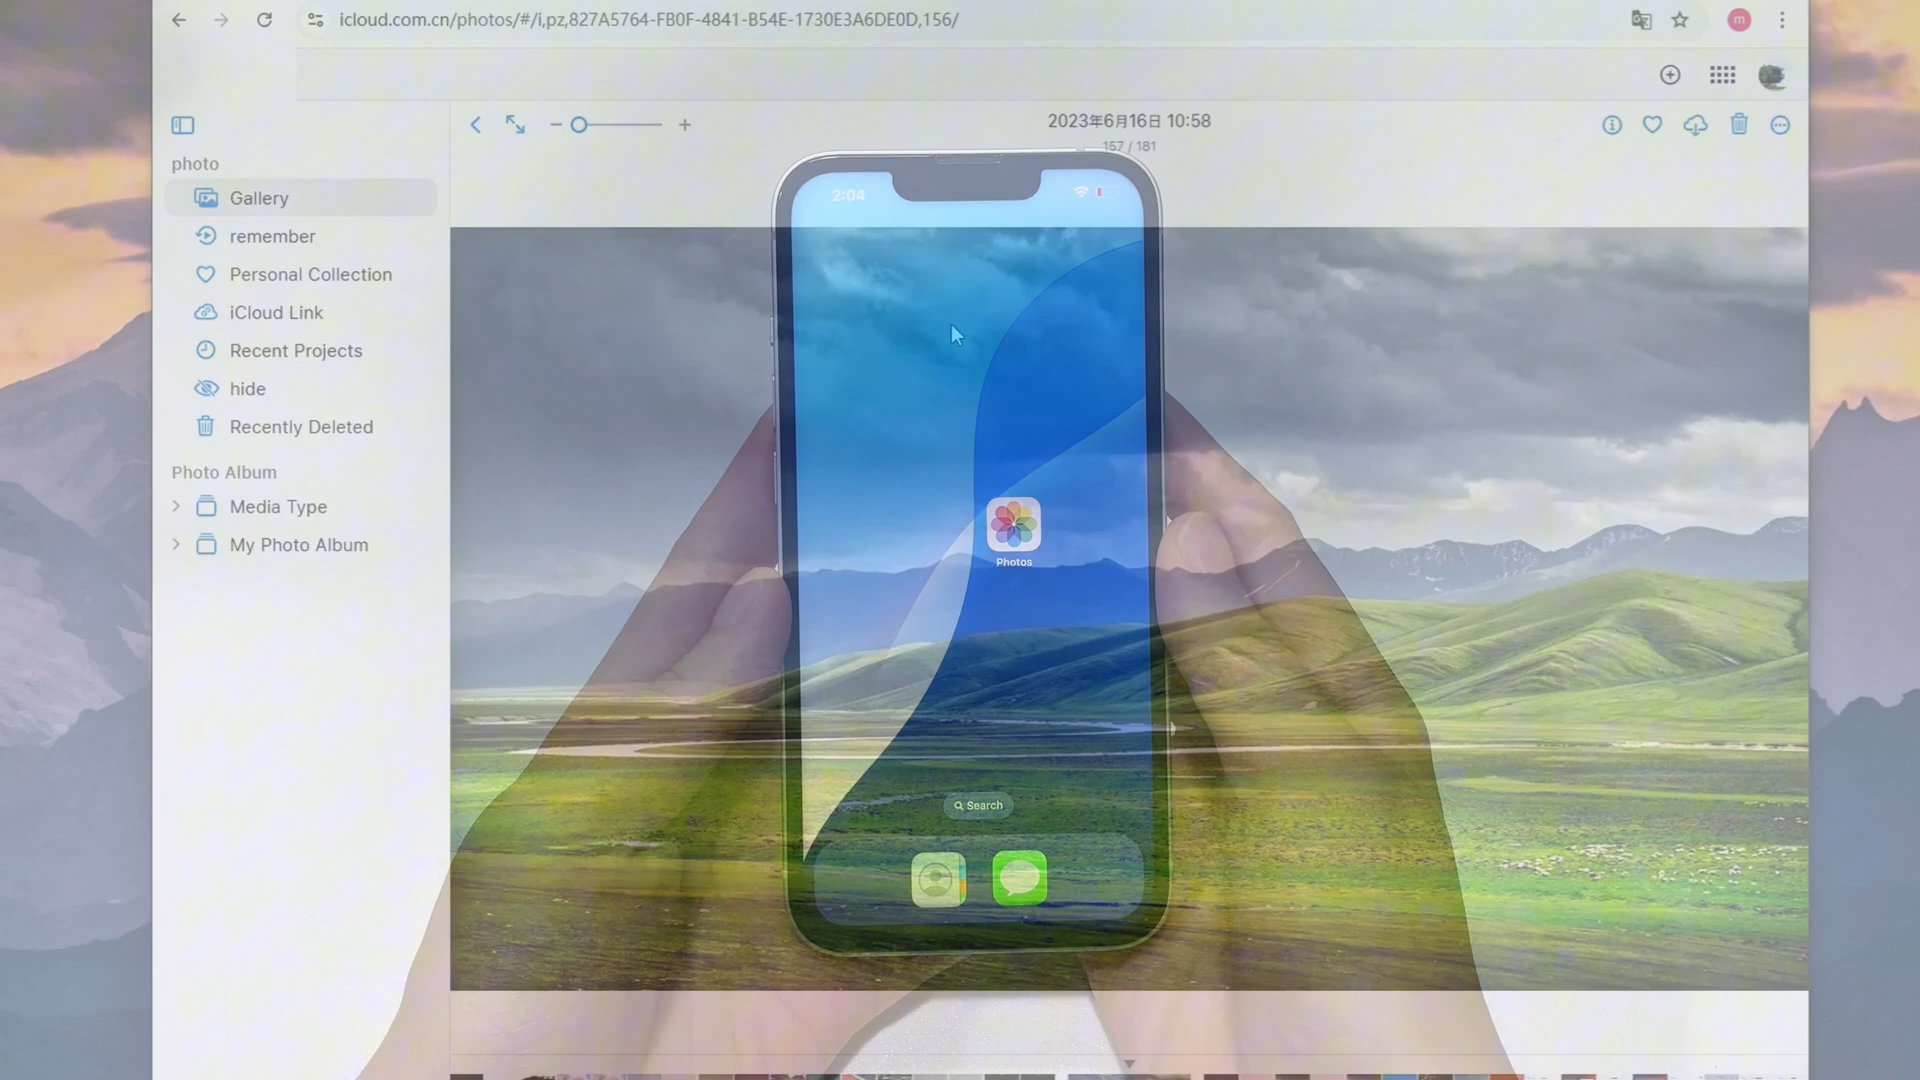 icloud.com.cn/photos/#/i,pz,827A5764-FB0F-4841-B54E-1730E3A6DE0D,156/
m
2023年6月16日 10:58
157 / 181
photo
Gallery
remember
Personal Collection
iCloud Link
Recent Projects
hide
Recently Deleted
Photo Album
Media Type
My Photo Album
2:04
Photos
Search